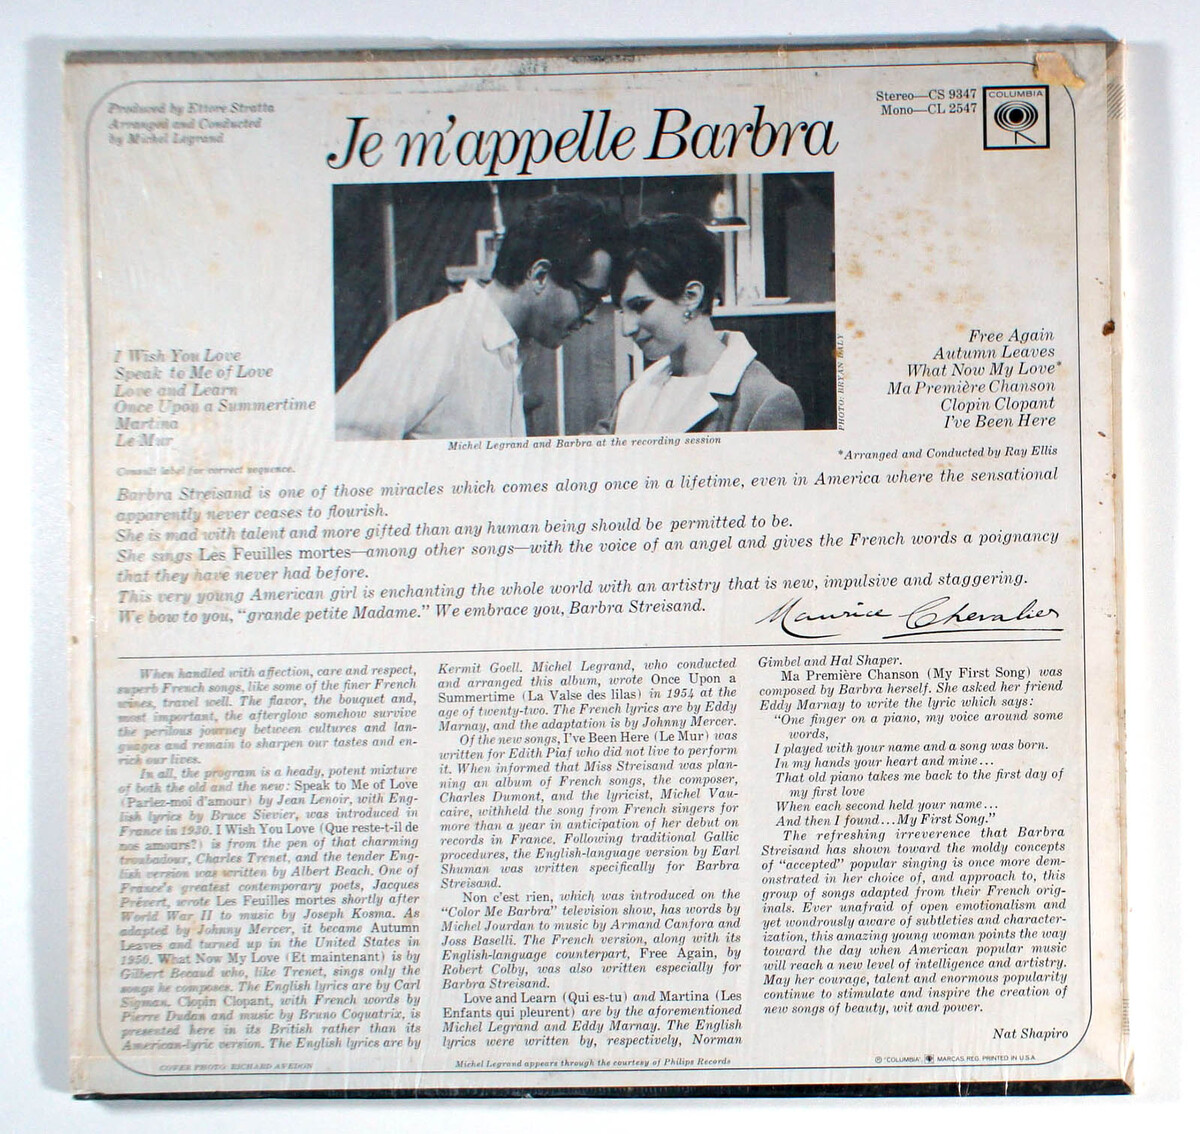 Produced by Ettore Stratta
Arranged and Conducted
by Michel Legrand
Je m'appelle Barbra
Stereo—CS 9347
Mono—CL 2547
COLUMBIA
I Wish You Love
Speak to Me of Love
Love and Learn
Once Upon a Summertime
Martina
Le Mur
Consult label for correct sequence.
PHOTO: BRYAN DALY
Michel Legrand and Barbra at the recording session
Free Again
Autumn Leaves
What Now My Love*
Ma Première Chanson
Clopin Clopant
I've Been Here
*Arranged and Conducted by Ray Ellis
Barbra Streisand is one of those miracles which comes along once in a lifetime, even in America where the sensational
apparently never ceases to flourish.
She is mad with talent and more gifted than any human being should be permitted to be.
She sings Les Feuilles mortes—among other songs—with the voice of an angel and gives the French words a poignancy
that they have never had before.
This very young American girl is enchanting the whole world with an artistry that is new, impulsive and staggering.
We bow to you, "grande petite Madame." We embrace you, Barbra Streisand.
Maurice Chevalier
When handled with affection, care and respect,
superb French songs, like some of the finer French
wines, travel well. The flavor, the bouquet and,
most important, the afterglow somehow survive
the perilous journey between cultures and lan-
guages and remain to sharpen our tastes and en-
rich our lives.
In all, the program is a heady, potent mixture
of both the old and the new: Speak to Me of Love
(Parlez-moi d'amour) by Jean Lenoir, with Eng-
lish lyrics by Bruce Sievier, was introduced in
France in 1930. I Wish You Love (Que reste-t-il de
nos amours?) is from the pen of that charming
troubadour, Charles Trenet, and the tender Eng-
lish version was written by Albert Beach. One of
France's greatest contemporary poets, Jacques
Prévert, wrote Les Feuilles mortes shortly after
World War II to music by Joseph Kosma. As
adapted by Johnny Mercer, it became Autumn
Leaves and turned up in the United States in
1950. What Now My Love (Et maintenant) is by
Gilbert Becaud who, like Trenet, sings only the
songs he composes. The English lyrics are by Carl
Sigman. Clopin Clopant, with French words by
Pierre Dudan and music by Bruno Coquatrix, is
presented here in its British rather than its
American-lyric version. The English lyrics are by
Kermit Goell. Michel Legrand, who conducted
and arranged this album, wrote Once Upon a
Summertime (La Valse des lilas) in 1954 at the
age of twenty-two. The French lyrics are by Eddy
Marnay, and the adaptation is by Johnny Mercer.
Of the new songs, I've Been Here (Le Mur) was
written for Edith Piaf who did not live to perform
it. When informed that Miss Streisand was plan-
ning an album of French songs, the composer,
Charles Dumont, and the lyricist, Michel Vau-
caire, withheld the song from French singers for
more than a year in anticipation of her debut on
records in France. Following traditional Gallic
procedures, the English-language version by Earl
Shuman was written specifically for Barbra
Streisand.
Non c'est rien, which was introduced on the
"Color Me Barbra" television show, has words by
Michel Jourdan to music by Armand Canfora and
Joss Baselli. The French version, along with its
English-language counterpart, Free Again, by
Robert Colby, was also written especially for
Barbra Streisand.
Love and Learn (Qui es-tu) and Martina (Les
Enfants qui pleurent) are by the aforementioned
Michel Legrand and Eddy Marnay. The English
lyrics were written by, respectively, Norman
Gimbel and Hal Shaper.
Ma Première Chanson (My First Song) was
composed by Barbra herself. She asked her friend
Eddy Marnay to write the lyric which says:
"One finger on a piano, my voice around some
words,
I played with your name and a song was born.
In my hands your heart and mine...
That old piano takes me back to the first day of
my first love
When each second held your name...
And then I found...My First Song."
The refreshing irreverence that Barbra
Streisand has shown toward the moldy concepts
of "accepted" popular singing is once more dem-
onstrated in her choice of, and approach to, this
group of songs adapted from their French orig-
inals. Ever unafraid of open emotionalism and
yet wondrously aware of subtleties and character-
ization, this amazing young woman points the way
toward the day when American popular music
will reach a new level of intelligence and artistry.
May her courage, talent and enormous popularity
continue to stimulate and inspire the creation of
new songs of beauty, wit and power.
Nat Shapiro
COVER PHOTO: RICHARD AVEDON
Michel Legrand appears through the courtesy of Philips Records
℗ "COLUMBIA", MARCAS REG. PRINTED IN U.S.A.